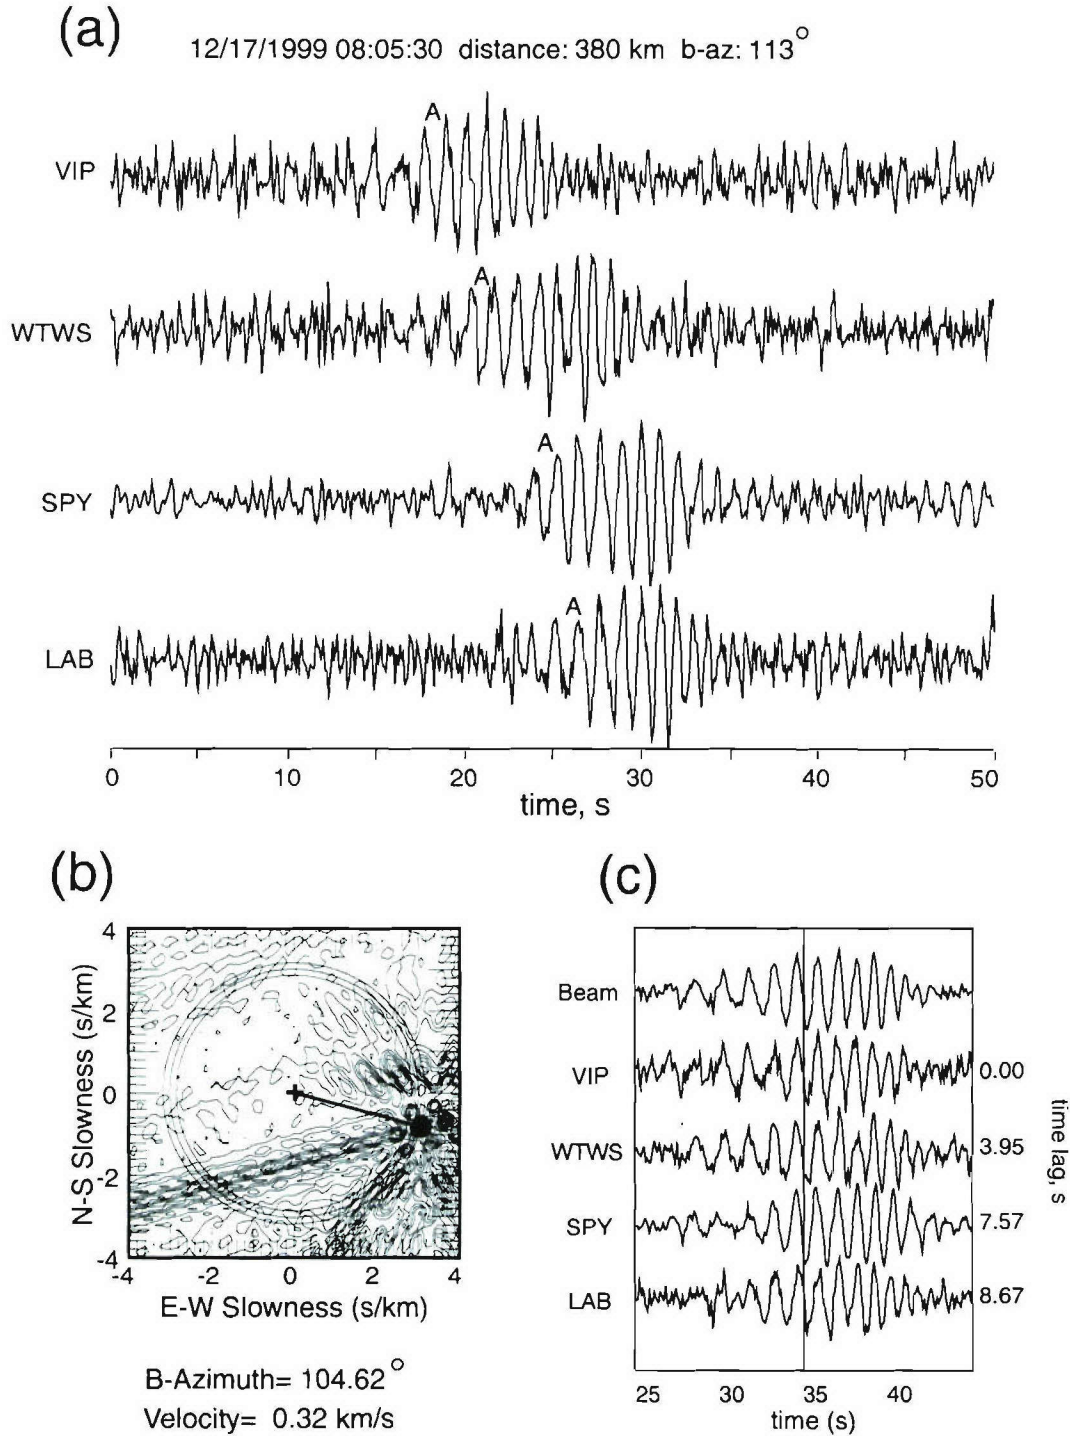 (a)
12/17/1999 08:05:30 distance: 380 km b-az: 113°
A
VIP
A
WTWS
A
SPY
A
LAB
0 10 20 30 40 50
time, s
(b)
4
2
0
-2
-4
N-S Slowness (s/km)
-4 -2 0 2 4
E-W Slowness (s/km)
B-Azimuth= 104.62°
Velocity= 0.32 km/s
(c)
Beam
VIP 0.00
WTWS 3.95
SPY 7.57
LAB 8.67
time lag, s
25 30 35 40
time (s)